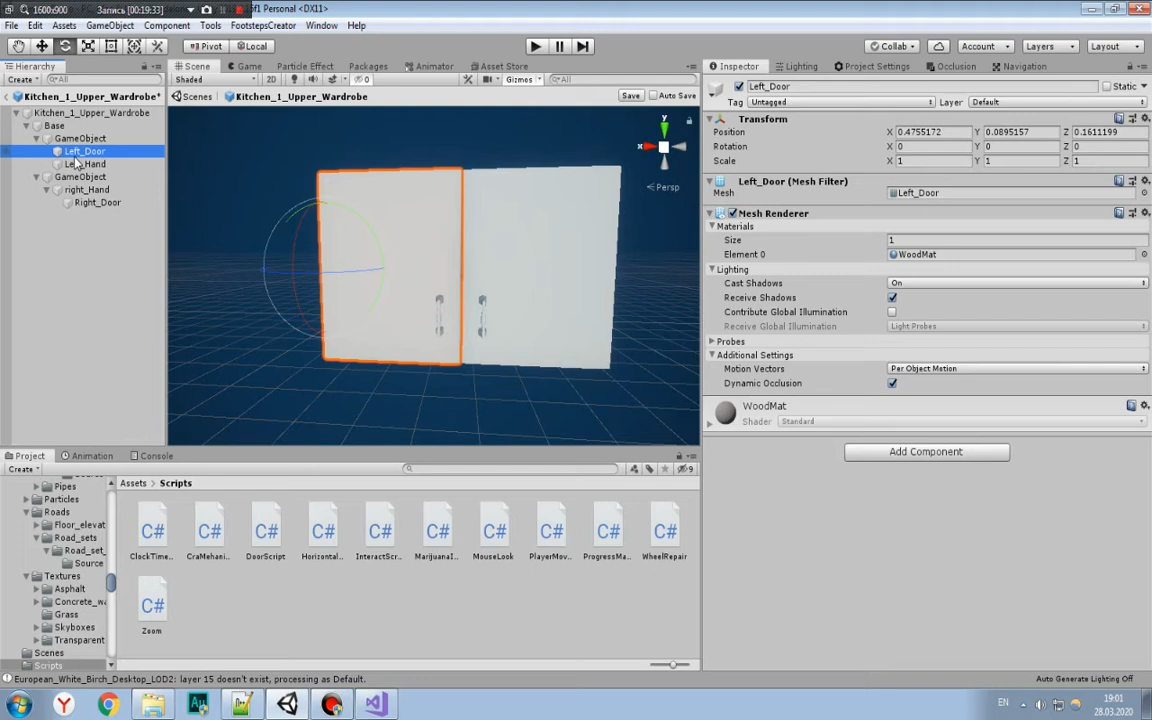 1600x900 Запись [00:19:33] 5f1 Personal <DX11>
File Edit Assets GameObject Component Tools FootstepsCreator Window Help
Pivot Local Collab Account Layers Layout
Hierarchy Scene Game Particle Effect Packages Animator Asset Store Inspector Lighting Project Settings Occlusion Navigation
Create All Shaded 2D 0 Gizmos All
Left_Door Static
Kitchen_1_Upper_Wardrobe* Scenes Kitchen_1_Upper_Wardrobe Save Auto Save
Tag Untagged Layer Default
Kitchen_1_Upper_Wardrobe
Base
GameObject
Left_Door
GameObject
right_Hand
Right_Door
y
x
Persp
Transform
Position X 0.4755172 Y 0.0895157 Z 0.1611199
Rotation X 0 Y 0 Z 0
Scale X 1 Y 1 Z 1
Left_Door (Mesh Filter)
Mesh Left_Door
Mesh Renderer
Materials
Size 1
Element 0 WoodMat
Lighting
Cast Shadows On
Receive Shadows
Contribute Global Illumination
Receive Global Illumination Light Probes
Probes
Additional Settings
Motion Vectors Per Object Motion
Dynamic Occlusion
WoodMat
Shader Standard
Add Component
Project Animation Console
Create 9
Assets Scripts
Pipes
Particles
Roads
Floor_elevat
Road_sets
Road_set_
Source
Textures
Asphalt
Concrete_wa
Grass
Skyboxes
Transparent
Scenes
Scripts
ClockTime... CraMehani... DoorScript Horizontal... InteractScr... MarijuanaI... MouseLook PlayerMov... ProgressMa... WheelRepair
Zoom
European_White_Birch_Desktop_LOD2: layer 15 doesn't exist, processing as Default.
Auto Generate Lighting Off
EN 19:01
28.03.2020